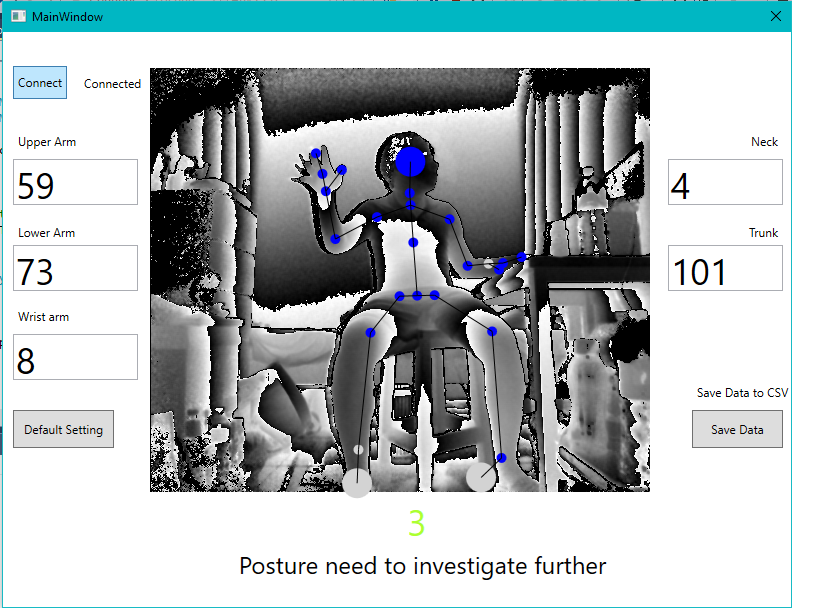 MainWindow
Connect
Connected
Upper Arm
59
Lower Arm
73
Wrist arm
8
Default Setting
Neck
4
Trunk
101
Save Data to CSV
Save Data
3
Posture need to investigate further